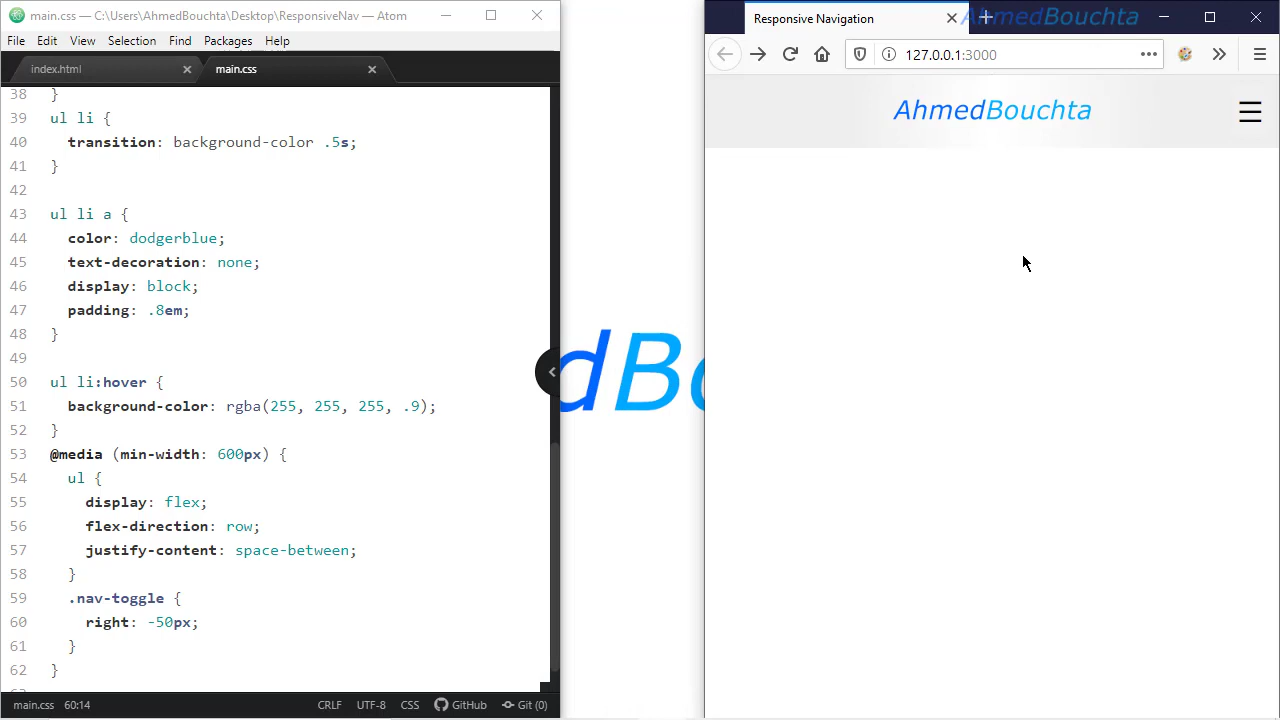 main.css — C:\Users\AhmedBouchta\Desktop\ResponsiveNav — Atom
File Edit View Selection Find Packages Help
index.html
main.css
38 }
39 ul li {
40 transition: background-color .5s;
41 }
42
43 ul li a {
44 color: dodgerblue;
45 text-decoration: none;
46 display: block;
47 padding: .8em;
48 }
49
50 ul li:hover {
51 background-color: rgba(255, 255, 255, .9);
52 }
53 @media (min-width: 600px) {
54 ul {
55 display: flex;
56 flex-direction: row;
57 justify-content: space-between;
58 }
59 .nav-toggle {
60 right: -50px;
61 }
62 }
main.css 60:14 CRLF UTF-8 CSS GitHub Git (0)
dBo
Responsive Navigation
AhmedBouchta
127.0.0.1:3000
AhmedBouchta